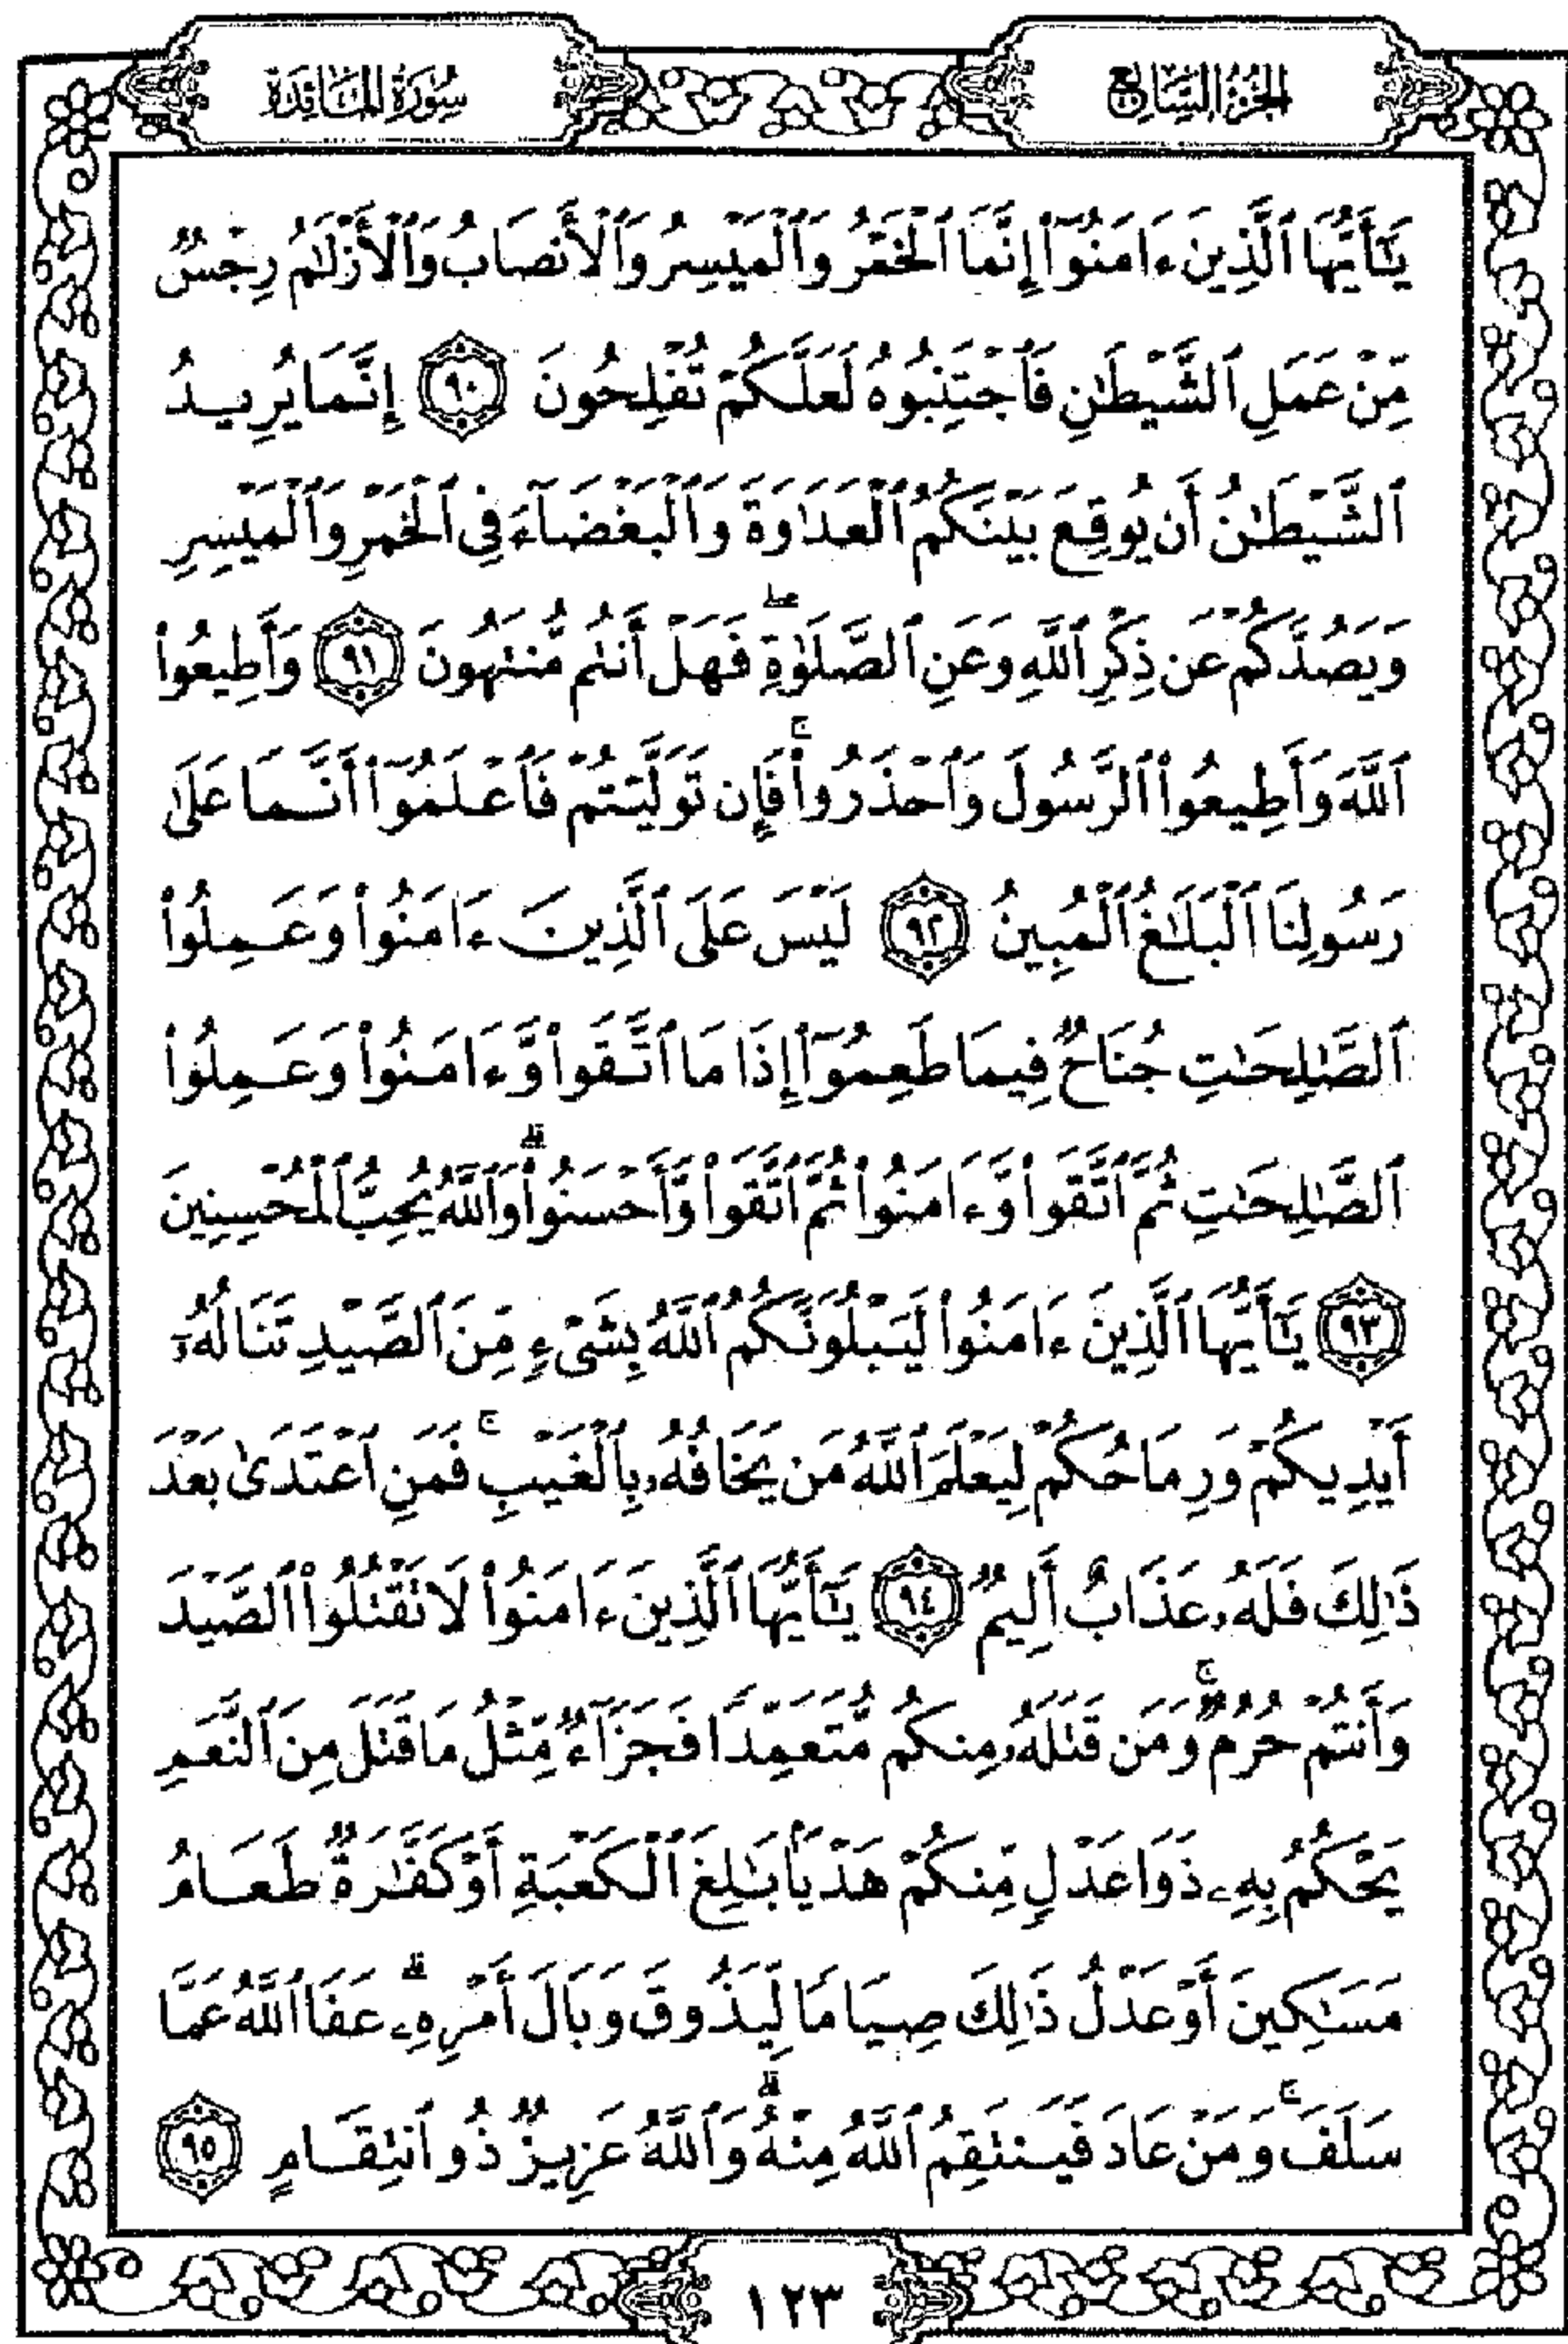 الجزء السابع
سورة المائدة
يَٰٓأَيُّهَا ٱلَّذِينَ ءَامَنُوٓا۟ إِنَّمَا ٱلْخَمْرُ وَٱلْمَيْسِرُ وَٱلْأَنصَابُ وَٱلْأَزْلَٰمُ رِجْسٌ
مِّنْ عَمَلِ ٱلشَّيْطَٰنِ فَٱجْتَنِبُوهُ لَعَلَّكُمْ تُفْلِحُونَ ٩٠ إِنَّمَا يُرِيدُ
ٱلشَّيْطَٰنُ أَن يُوقِعَ بَيْنَكُمُ ٱلْعَدَٰوَةَ وَٱلْبَغْضَآءَ فِى ٱلْخَمْرِ وَٱلْمَيْسِرِ
وَيَصُدَّكُمْ عَن ذِكْرِ ٱللَّهِ وَعَنِ ٱلصَّلَوٰةِ ۖ فَهَلْ أَنتُم مُّنتَهُونَ ٩١ وَأَطِيعُوا۟
ٱللَّهَ وَأَطِيعُوا۟ ٱلرَّسُولَ وَٱحْذَرُوا۟ ۚ فَإِن تَوَلَّيْتُمْ فَٱعْلَمُوٓا۟ أَنَّمَا عَلَىٰ
رَسُولِنَا ٱلْبَلَٰغُ ٱلْمُبِينُ ٩٢ لَيْسَ عَلَى ٱلَّذِينَ ءَامَنُوا۟ وَعَمِلُوا۟
ٱلصَّٰلِحَٰتِ جُنَاحٌ فِيمَا طَعِمُوٓا۟ إِذَا مَا ٱتَّقَوا۟ وَّءَامَنُوا۟ وَعَمِلُوا۟
ٱلصَّٰلِحَٰتِ ثُمَّ ٱتَّقَوا۟ وَّءَامَنُوا۟ ثُمَّ ٱتَّقَوا۟ وَّأَحْسَنُوا۟ ۗ وَٱللَّهُ يُحِبُّ ٱلْمُحْسِنِينَ
٩٣ يَٰٓأَيُّهَا ٱلَّذِينَ ءَامَنُوا۟ لَيَبْلُوَنَّكُمُ ٱللَّهُ بِشَىْءٍ مِّنَ ٱلصَّيْدِ تَنَالُهُۥٓ
أَيْدِيكُمْ وَرِمَاحُكُمْ لِيَعْلَمَ ٱللَّهُ مَن يَخَافُهُۥ بِٱلْغَيْبِ ۚ فَمَنِ ٱعْتَدَىٰ بَعْدَ
ذَٰلِكَ فَلَهُۥ عَذَابٌ أَلِيمٌ ٩٤ يَٰٓأَيُّهَا ٱلَّذِينَ ءَامَنُوا۟ لَا تَقْتُلُوا۟ ٱلصَّيْدَ
وَأَنتُمْ حُرُمٌ ۚ وَمَن قَتَلَهُۥ مِنكُم مُّتَعَمِّدًا فَجَزَآءٌ مِّثْلُ مَا قَتَلَ مِنَ ٱلنَّعَمِ
يَحْكُمُ بِهِۦ ذَوَا عَدْلٍ مِّنكُمْ هَدْيًۢا بَٰلِغَ ٱلْكَعْبَةِ أَوْ كَفَّٰرَةٌ طَعَامُ
مَسَٰكِينَ أَوْ عَدْلُ ذَٰلِكَ صِيَامًا لِّيَذُوقَ وَبَالَ أَمْرِهِۦ ۗ عَفَا ٱللَّهُ عَمَّا
سَلَفَ ۚ وَمَنْ عَادَ فَيَنتَقِمُ ٱللَّهُ مِنْهُ ۗ وَٱللَّهُ عَزِيزٌ ذُو ٱنتِقَامٍ ٩٥
١٢٣